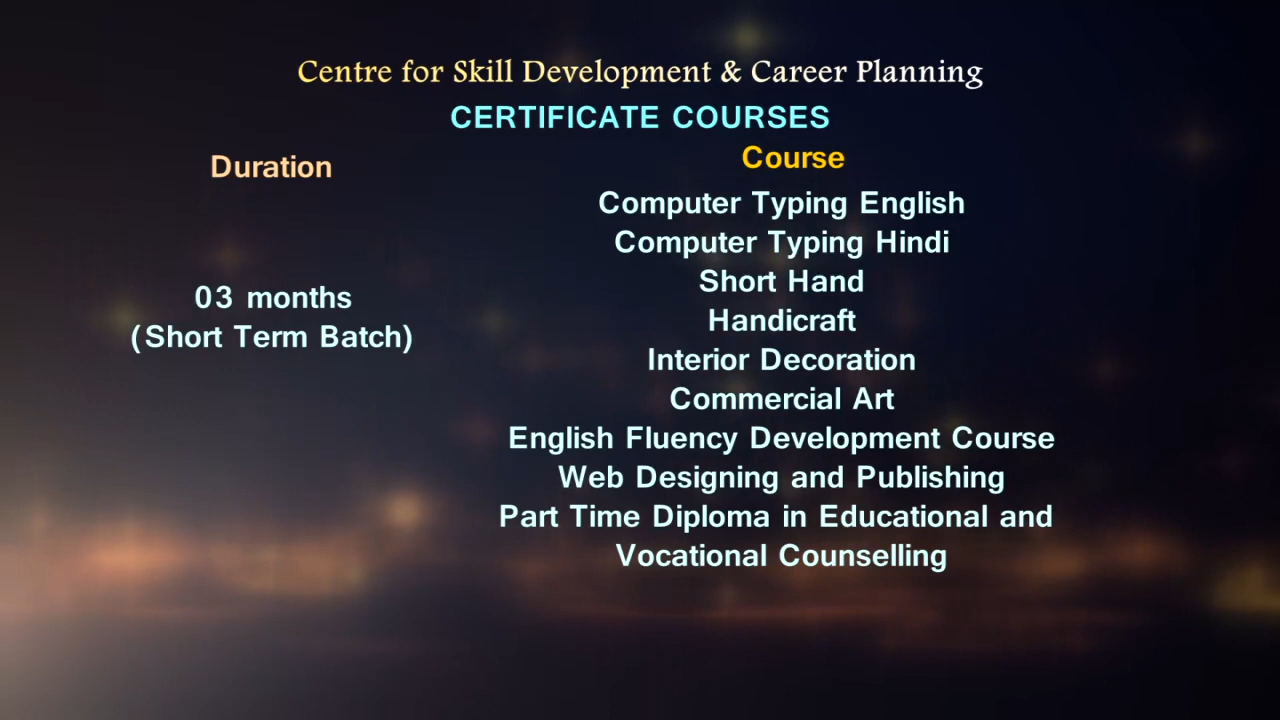 Centre for Skill Development & Career Planning
CERTIFICATE COURSES
Duration
03 months
(Short Term Batch)
Course
Computer Typing English
Computer Typing Hindi
Short Hand
Handicraft
Interior Decoration
Commercial Art
English Fluency Development Course
Web Designing and Publishing
Part Time Diploma in Educational and
Vocational Counselling